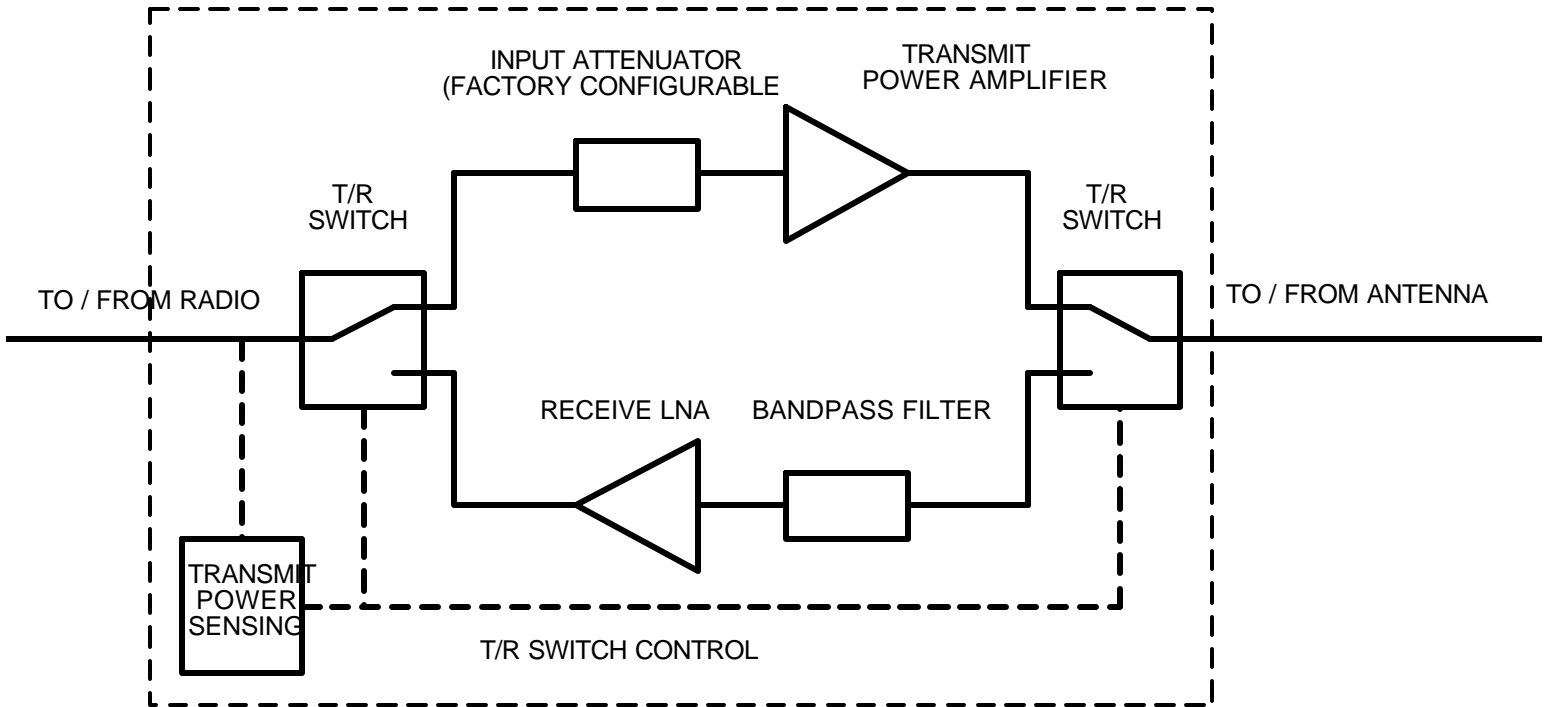 INPUT ATTENUATOR
(FACTORY CONFIGURABLE
TRANSMIT
POWER AMPLIFIER
T/R
SWITCH
T/R
SWITCH
TO / FROM RADIO
TO / FROM ANTENNA
RECEIVE LNA
BANDPASS FILTER
TRANSMIT
POWER
SENSING
T/R SWITCH CONTROL